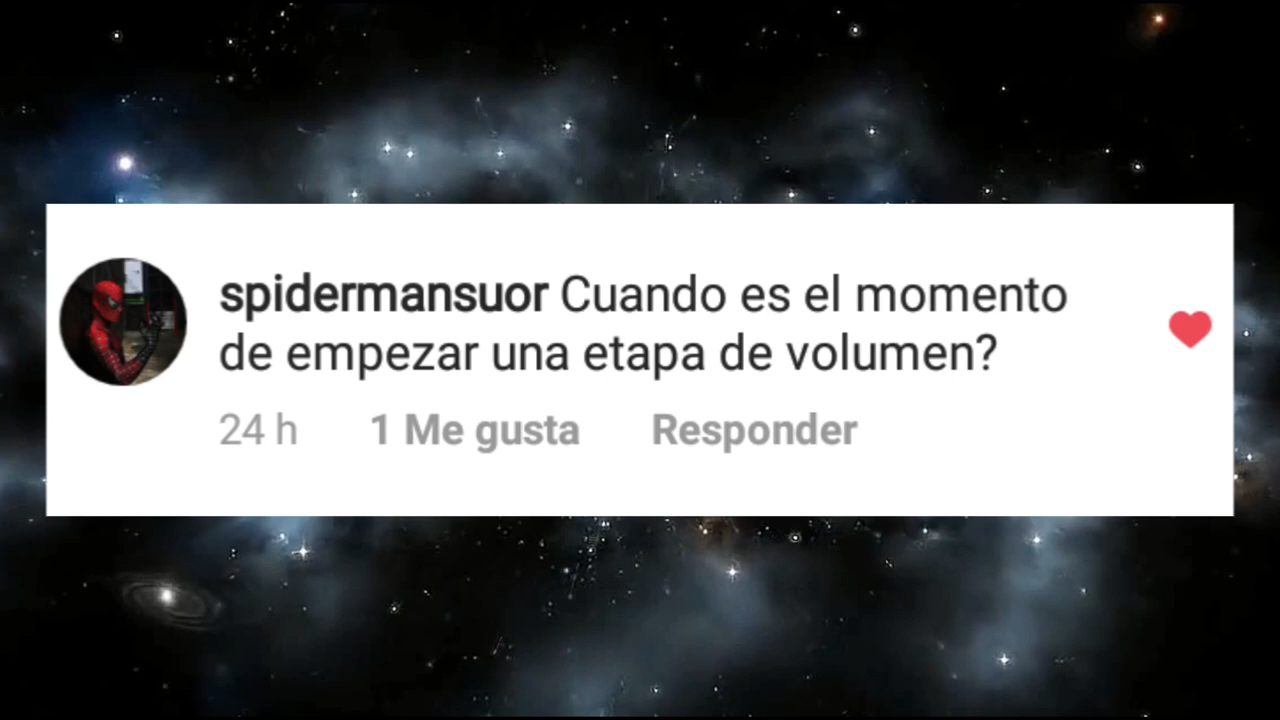 spidermansuor Cuando es el momento
de empezar una etapa de volumen?
24 h 1 Me gusta Responder